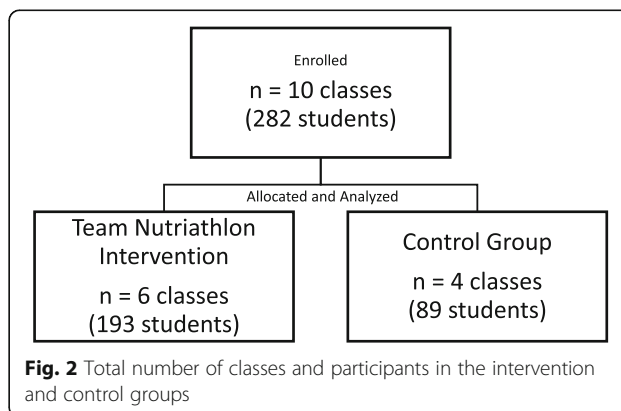 Enrolled
n = 10 classes
(282 students)
Allocated and Analyzed
Team Nutriathlon
Intervention
n = 6 classes
(193 students)
Control Group
n = 4 classes
(89 students)
Fig. 2 Total number of classes and participants in the intervention
and control groups